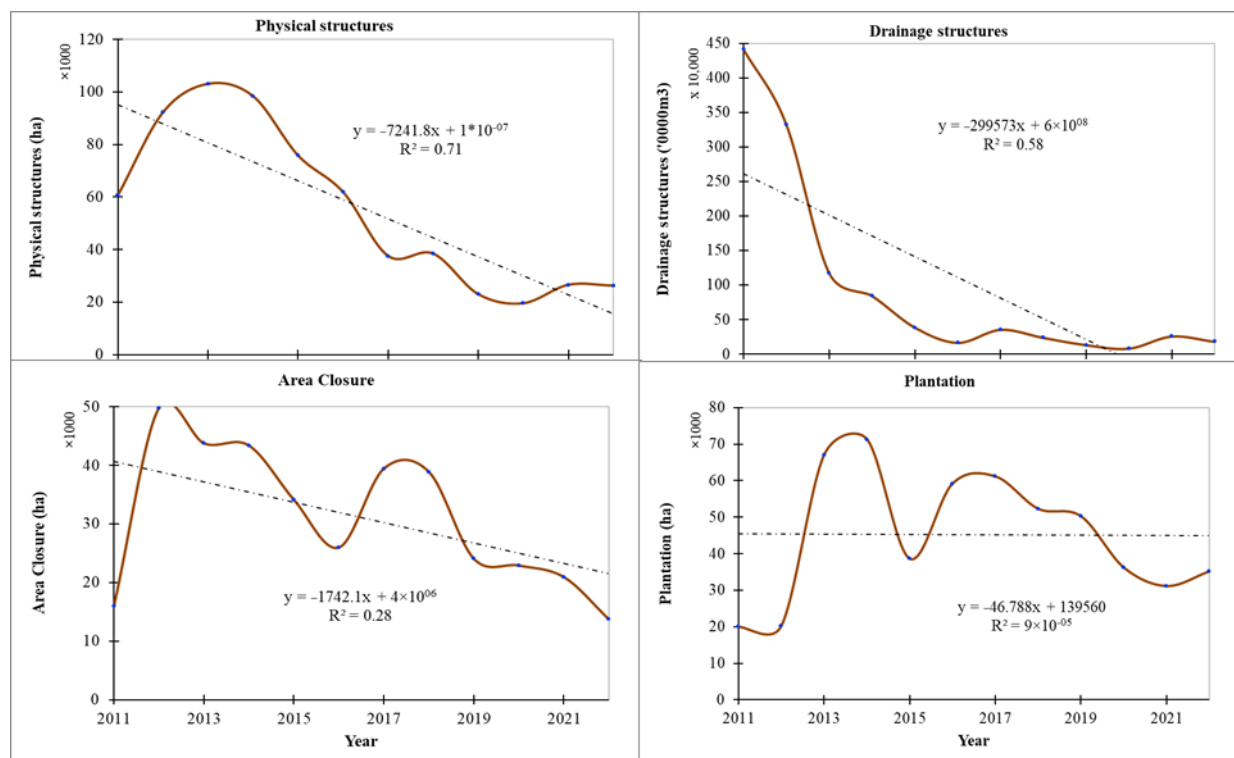 Physical structures
×1000
Physical structures (ha)
120
100
80
60
40
20
0
y = −7241.8x + 1*10⁻⁰⁷
R² = 0.71
Drainage structures
x 10,000
Drainage structures ('0000m3)
450
400
350
300
250
200
150
100
50
0
y = −299573x + 6×10⁰⁸
R² = 0.58
Area Closure
×1000
Area Closure (ha)
50
40
30
20
10
0
y = −1742.1x + 4×10⁰⁶
R² = 0.28
2011 2013 2015 2017 2019 2021
Year
Plantation
×1000
Plantation (ha)
80
70
60
50
40
30
20
10
0
y = −46.788x + 139560
R² = 9×10⁻⁰⁵
2011 2013 2015 2017 2019 2021
Year